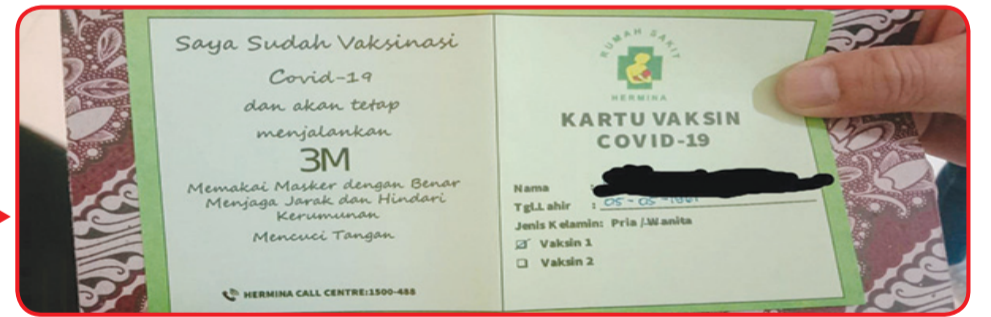 Saya Sudah Vaksinasi
Covid-19
dan akan tetap
menjalankan
3M
Memakai Masker dengan Benar
Menjaga Jarak dan Hindari
Kerumunan
Mencuci Tangan
HERMINA CALL CENTRE:1500-488
RUMAH SAKIT
HERMINA
KARTU VAKSIN
COVID-19
Nama :
Tgl.Lahir : 05-05-
Jenis Kelamin: Pria / Wanita
Vaksin 1
Vaksin 2